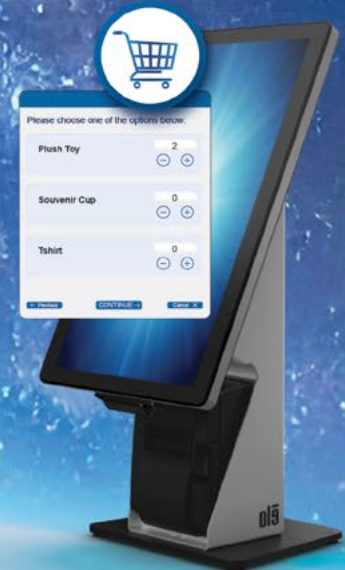 Please choose one of the options below:
Plush Toy
2
Souvenir Cup
0
Tshirt
0
← Previous
CONTINUE →
Cancel X
elo